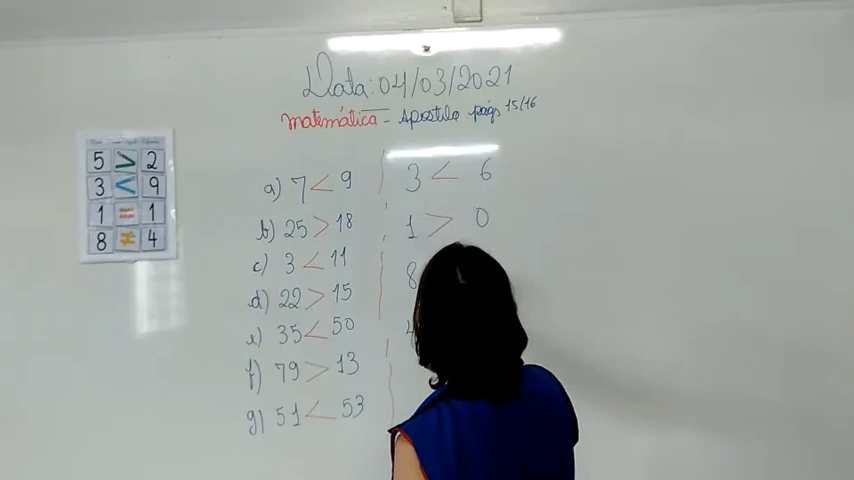 Data: 04/03/2021
matemática - Apostila págs 15/16
5 > 2
3 < 9
1 = 1
8 ≠ 4
a) 7 < 9
b) 25 > 18
c) 3 < 11
d) 22 > 15
e) 35 < 50
f) 79 > 13
g) 51 < 53
3 < 6
1 > 0
8
4